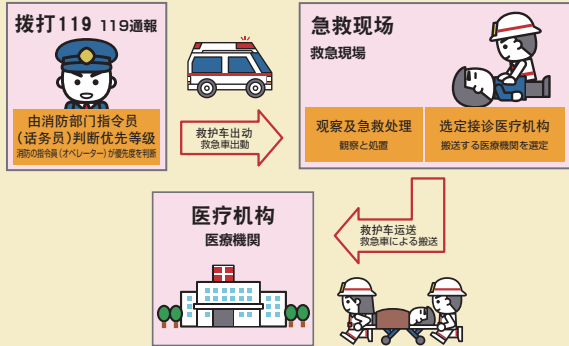 拨打119 119通報
由消防部门指令员
(话务员)判断优先等级
消防の指令員(オペレーター)が優先度を判断
救护车出动
救急車出動
急救现场
救急現場
观察及急救处理
観察と処置
选定接诊医疗机构
搬送する医療機関を選定
救护车运送
救急車による搬送
医疗机构
医療機関